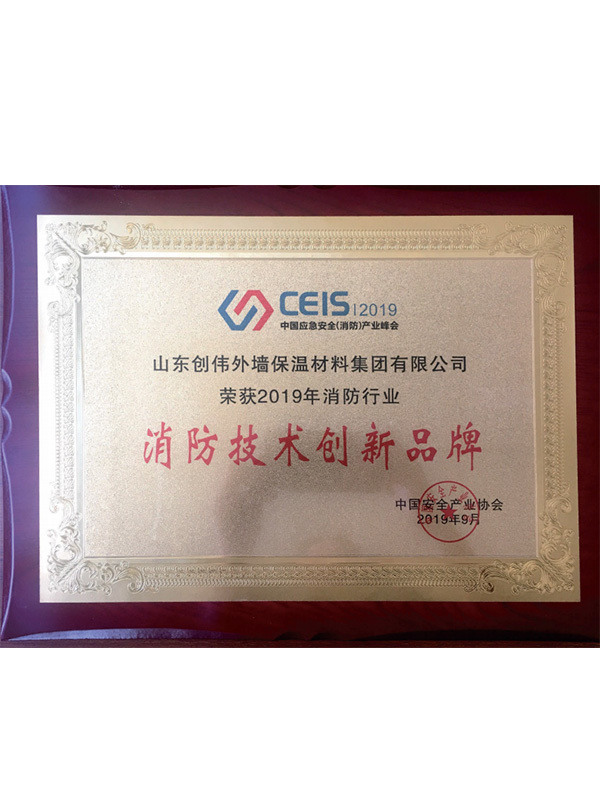 CEIS | 2019
中国应急安全(消防)产业峰会
山东创伟外墙保温材料集团有限公司
荣获2019年消防行业
消防技术创新品牌
中国安全产业协会
2019年9月